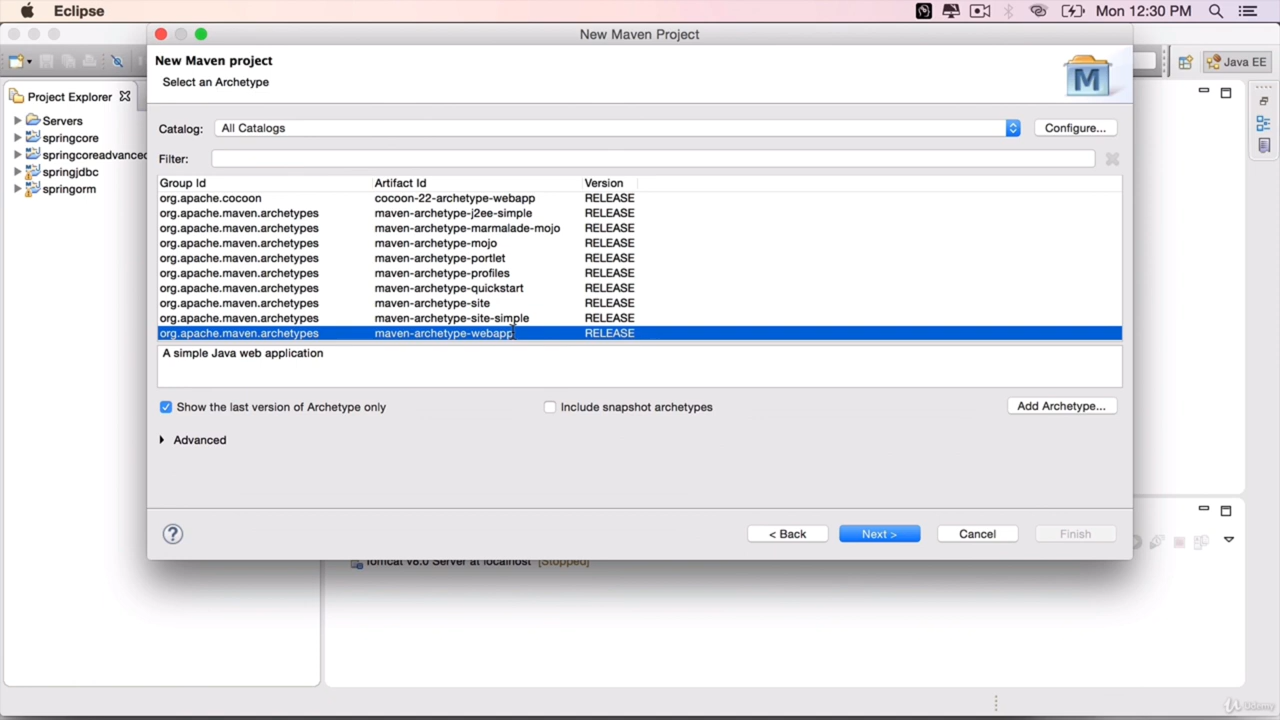 Eclipse Mon 12:30 PM
New Maven Project
New Maven project
Select an Archetype
M
Java EE
Project Explorer
Servers
springcore
springcoreadvanced
springjdbc
springorm
Catalog: All Catalogs Configure...
Filter:
Group Id Artifact Id Version
org.apache.cocoon cocoon-22-archetype-webapp RELEASE
org.apache.maven.archetypes maven-archetype-j2ee-simple RELEASE
org.apache.maven.archetypes maven-archetype-marmalade-mojo RELEASE
org.apache.maven.archetypes maven-archetype-mojo RELEASE
org.apache.maven.archetypes maven-archetype-portlet RELEASE
org.apache.maven.archetypes maven-archetype-profiles RELEASE
org.apache.maven.archetypes maven-archetype-quickstart RELEASE
org.apache.maven.archetypes maven-archetype-site RELEASE
org.apache.maven.archetypes maven-archetype-site-simple RELEASE
org.apache.maven.archetypes maven-archetype-webapp RELEASE
A simple Java web application
Show the last version of Archetype only Include snapshot archetypes Add Archetype...
Advanced
? < Back Next > Cancel Finish
Tomcat v8.0 Server at localhost [Stopped]
Udemy